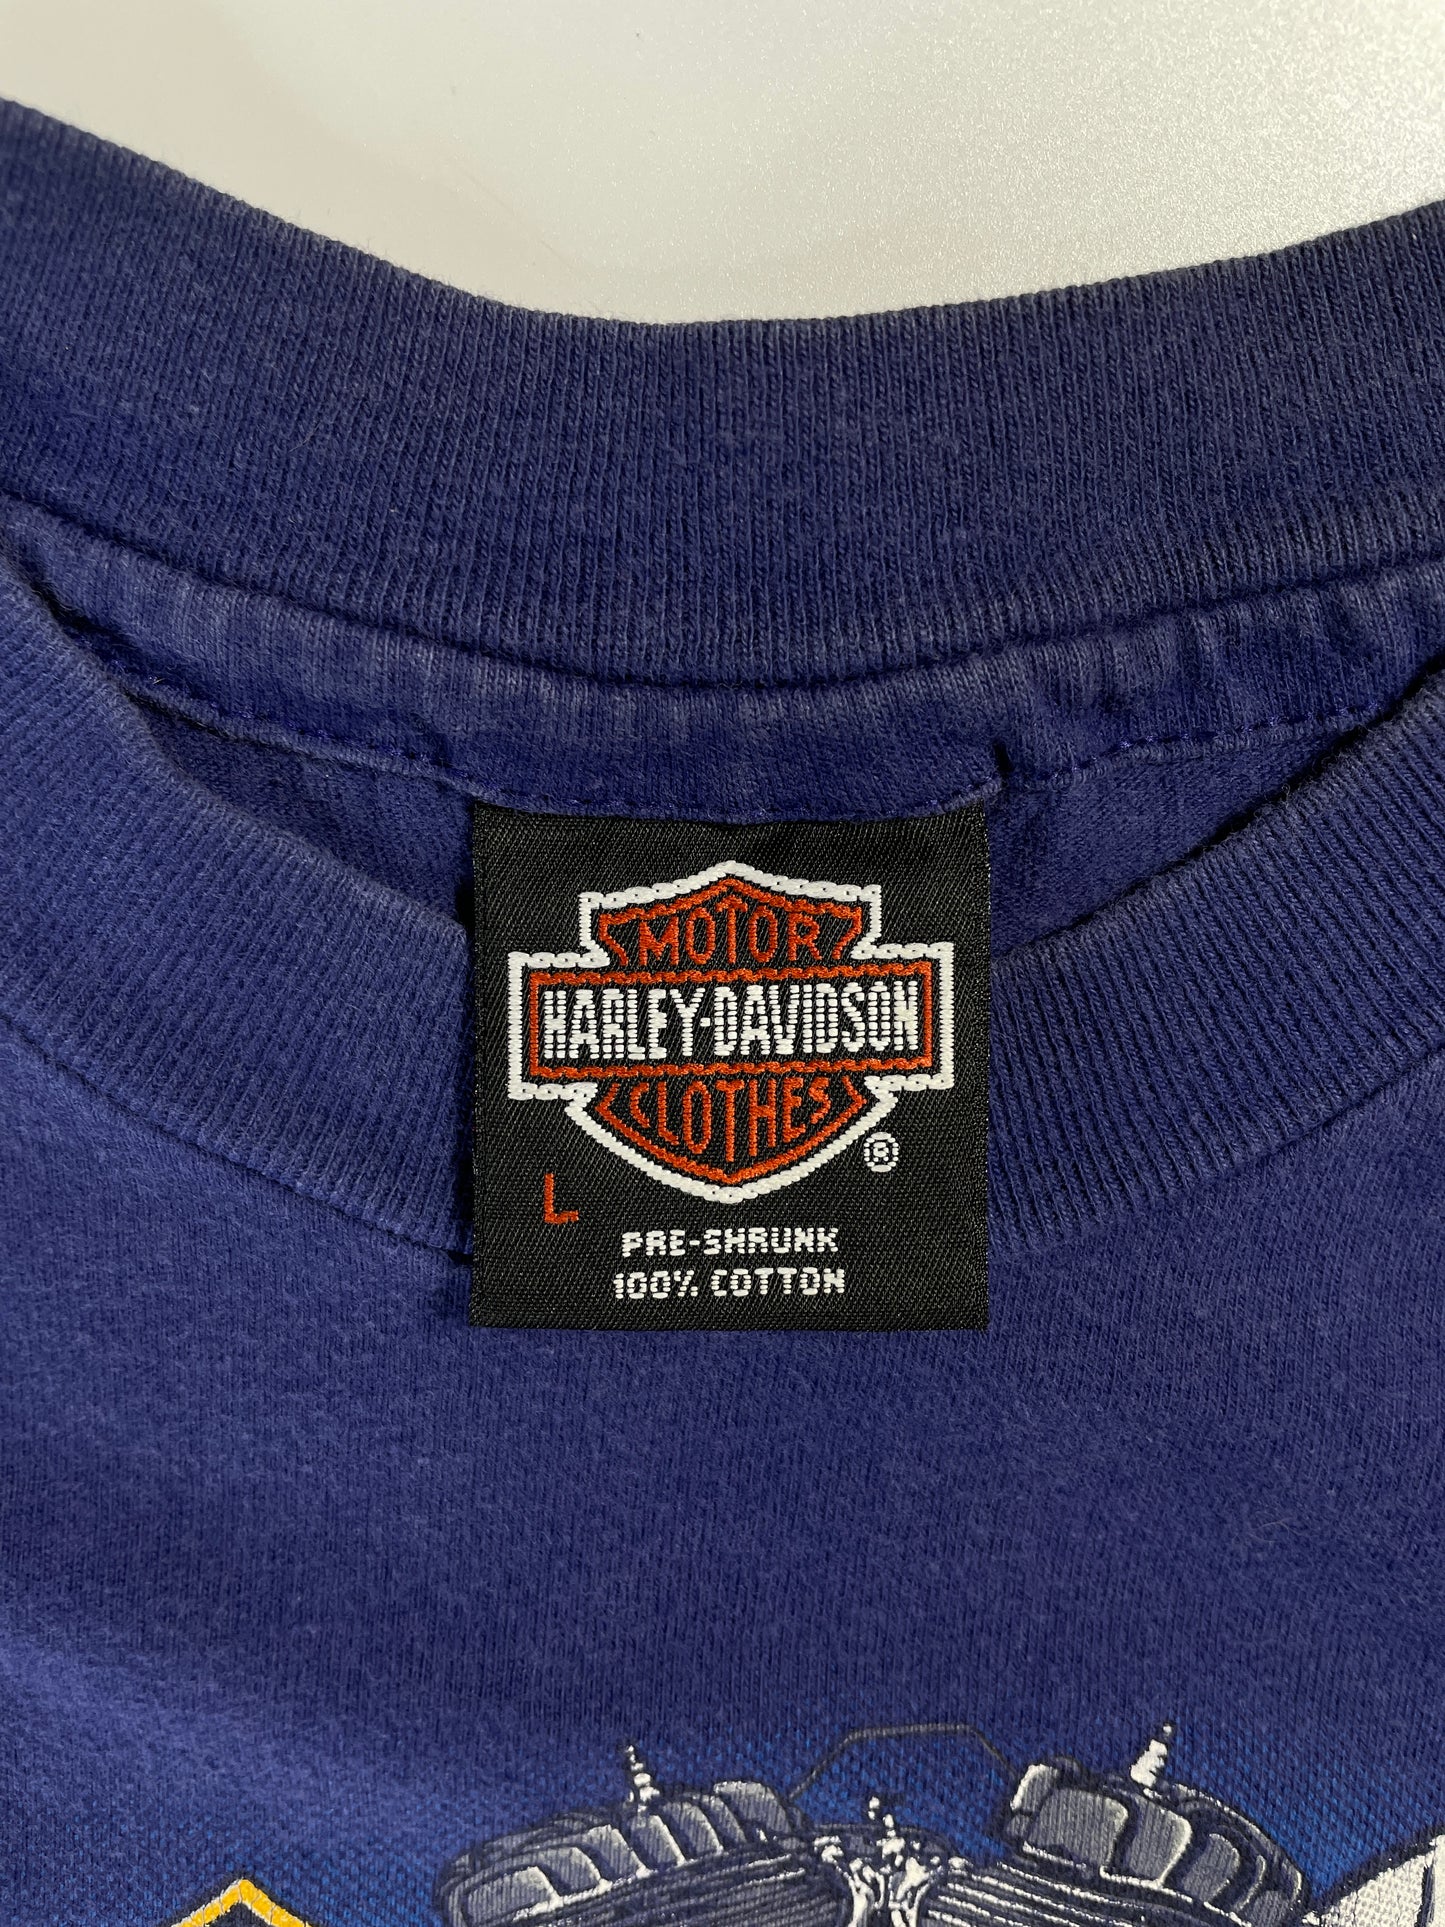 MOTOR
HARLEY-DAVIDSON
CLOTHES
®
L
PRE-SHRUNK
100% COTTON